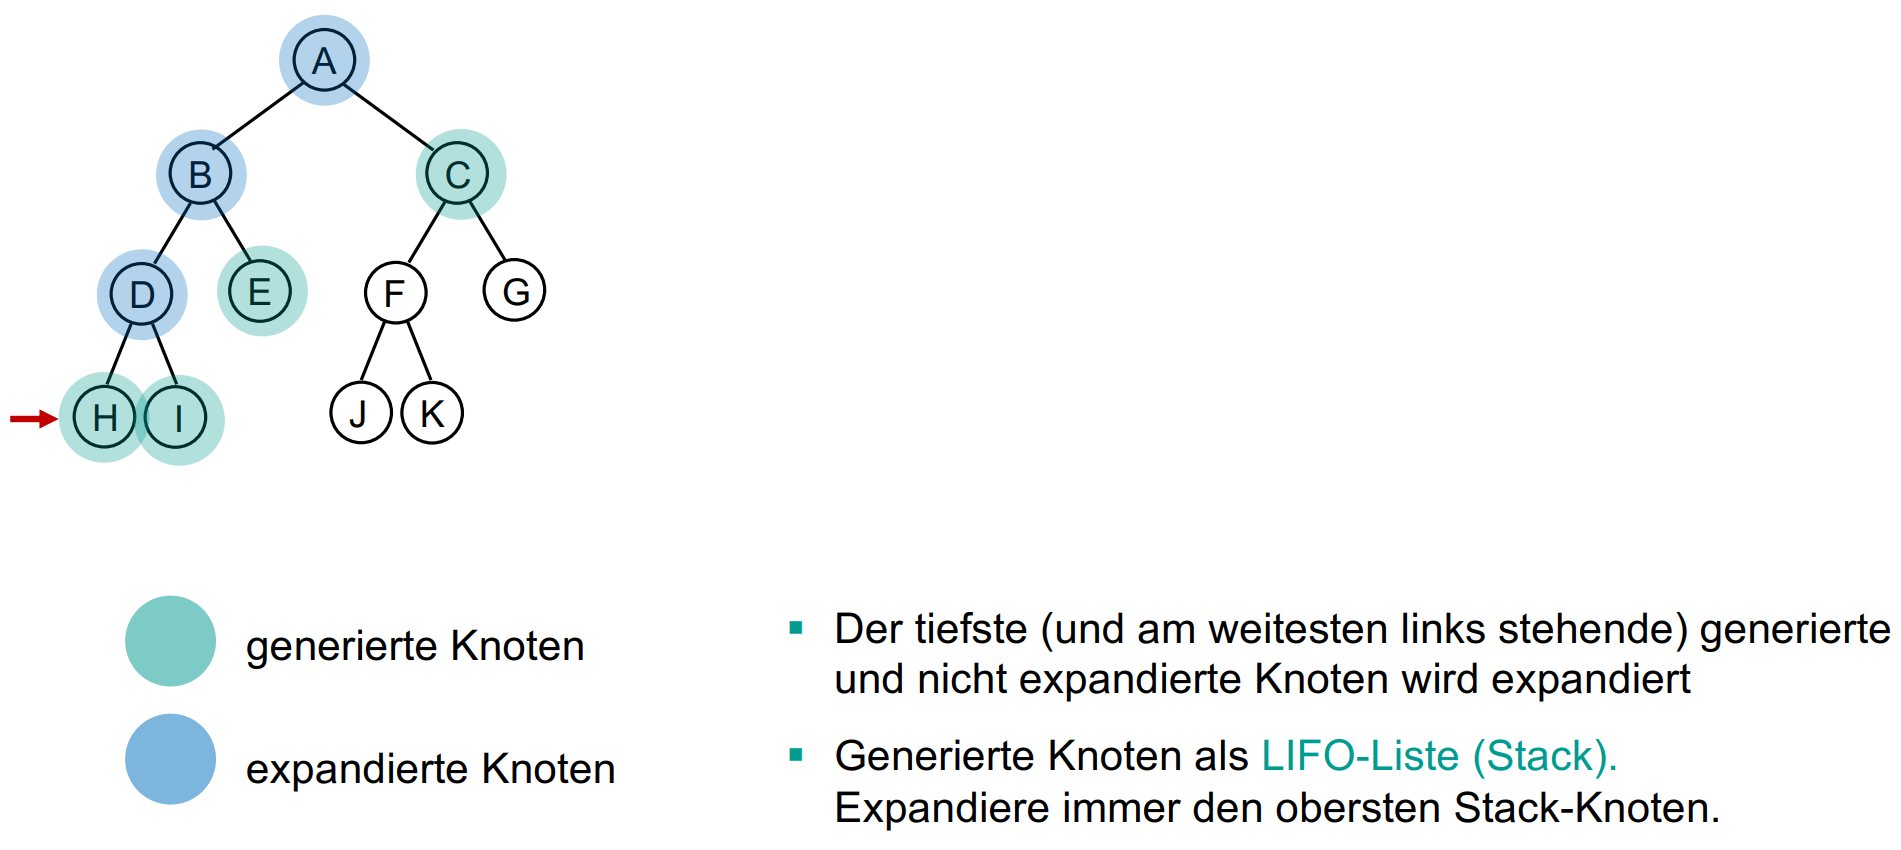 A
B
C
D
E
F
G
H
I
J
K
generierte Knoten
expandierte Knoten
▪ Der tiefste (und am weitesten links stehende) generierte
und nicht expandierte Knoten wird expandiert
▪ Generierte Knoten als LIFO-Liste (Stack).
Expandiere immer den obersten Stack-Knoten.